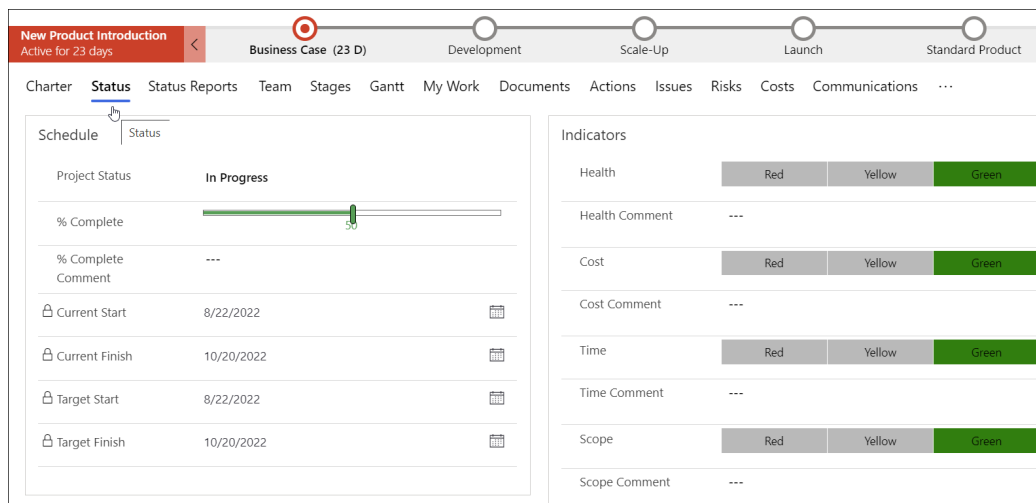 New Product Introduction
Active for 23 days
Business Case (23 D)
Development
Scale-Up
Launch
Standard Product
Charter Status Status Reports Team Stages Gantt My Work Documents Actions Issues Risks Costs Communications ...
Status
Schedule
Project Status In Progress
% Complete 50
% Complete
Comment ---
Current Start 8/22/2022
Current Finish 10/20/2022
Target Start 8/22/2022
Target Finish 10/20/2022
Indicators
Health Red Yellow Green
Health Comment ---
Cost Red Yellow Green
Cost Comment ---
Time Red Yellow Green
Time Comment ---
Scope Red Yellow Green
Scope Comment ---